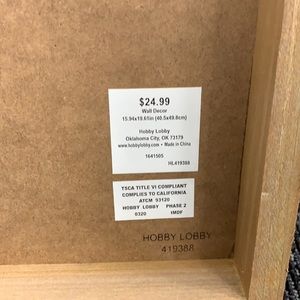 $24.99
Wall Decor
15.94x19.61in (40.5x49.8cm)
Hobby Lobby
Oklahoma City, OK 73179
www.hobbylobby.com • Made in China
1641505
HL419388
TSCA TITLE VI COMPLIANT
COMPLIES TO CALIFORNIA
ATCM 93120
HOBBY LOBBY PHASE 2
0320 1MDF
HOBBY LOBBY
419388